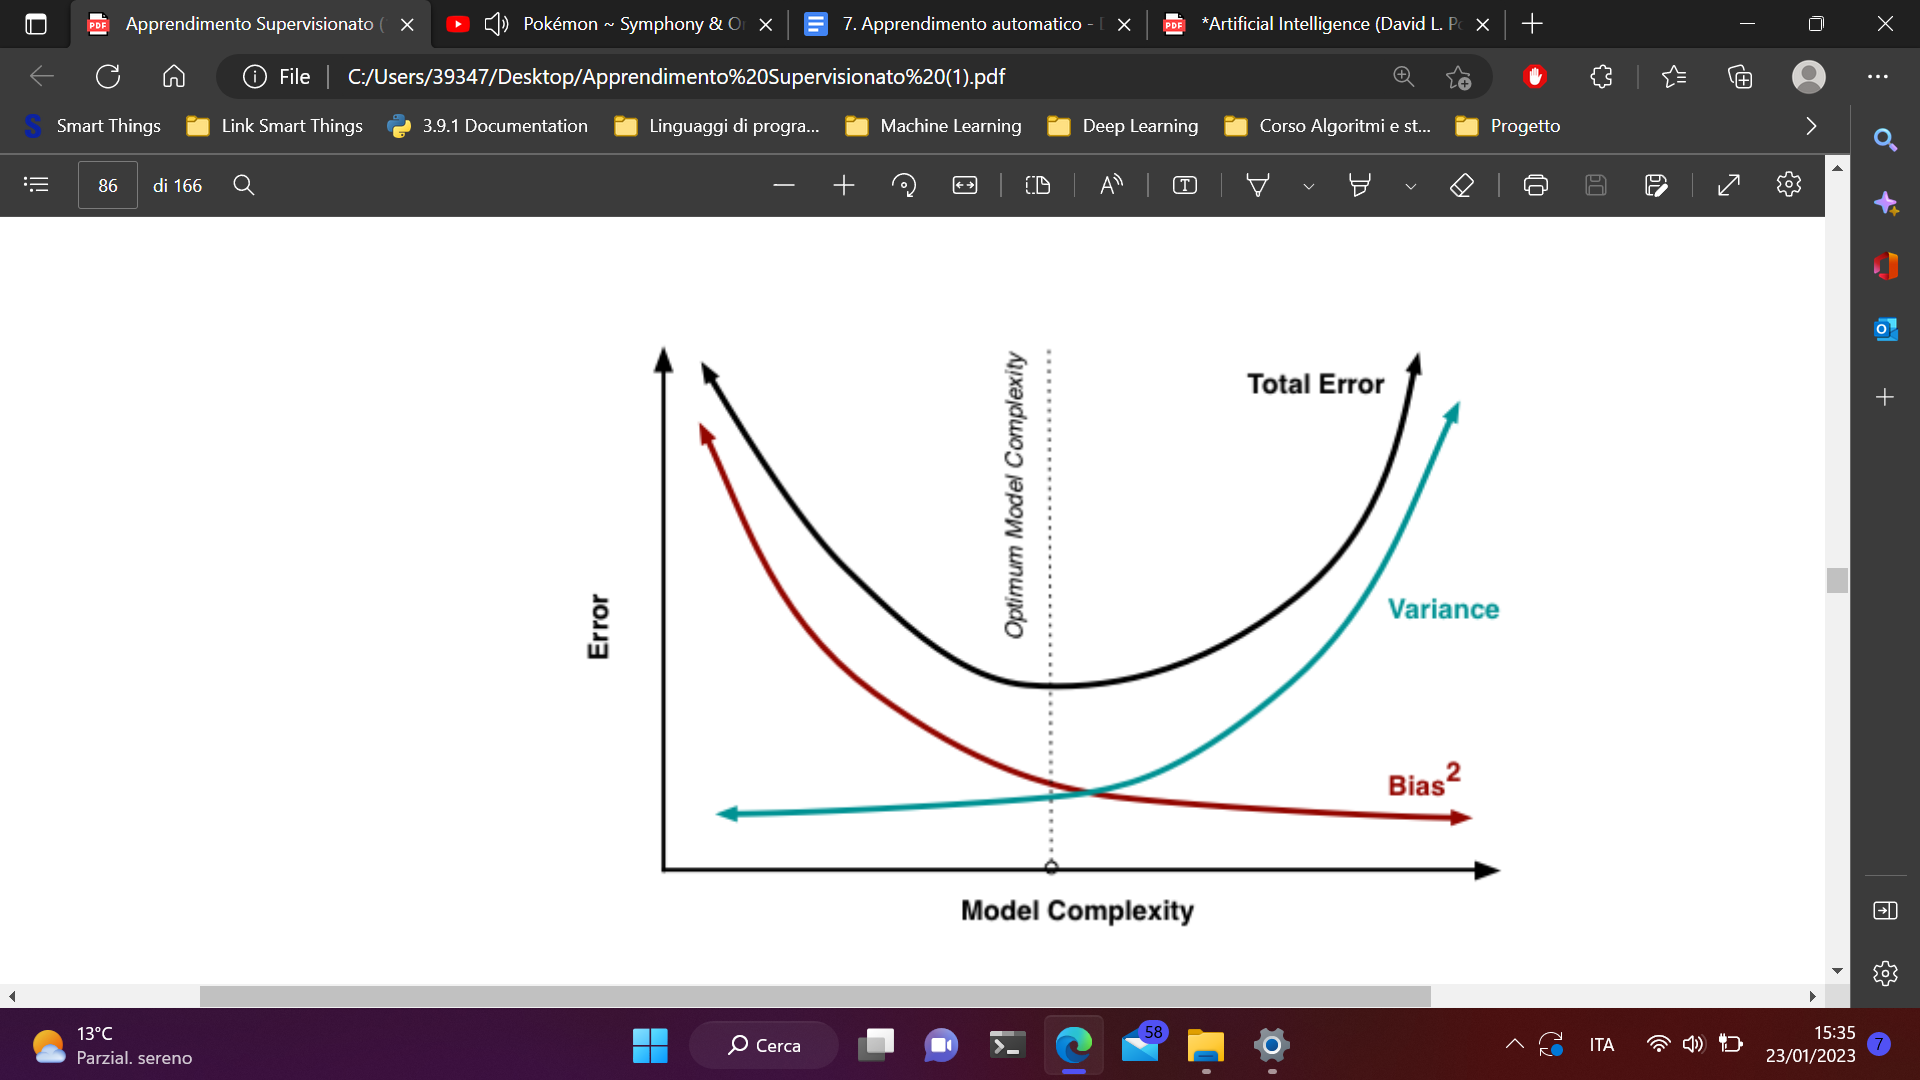 Apprendimento Supervisionato (
Pokémon ~ Symphony & O
7. Apprendimento automatico -
*Artificial Intelligence (David L. P
File
C:/Users/39347/Desktop/Apprendimento%20Supervisionato%20(1).pdf
Smart Things
Link Smart Things
3.9.1 Documentation
Linguaggi di progra...
Machine Learning
Deep Learning
Corso Algoritmi e st...
Progetto
86
di 166
Optimum Model Complexity
Total Error
Variance
Error
Bias²
Model Complexity
13°C
Parzial. sereno
Cerca
58
ITA
15:35
23/01/2023
7